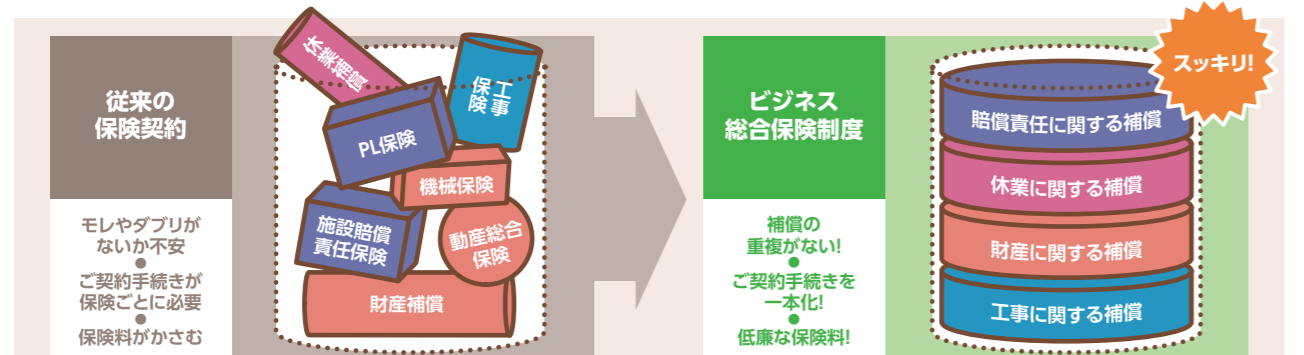 従来の
保険契約
モレやダブリが
ないか不安
●
ご契約手続きが
保険ごとに必要
●
保険料がかさむ
休業補償
工事
保険
PL保険
機械保険
施設賠償
責任保険
動産総合
保険
財産補償
ビジネス
総合保険制度
補償の
重複がない!
●
ご契約手続きを
一本化!
●
低廉な保険料!
スッキリ!
賠償責任に関する補償
休業に関する補償
財産に関する補償
工事に関する補償